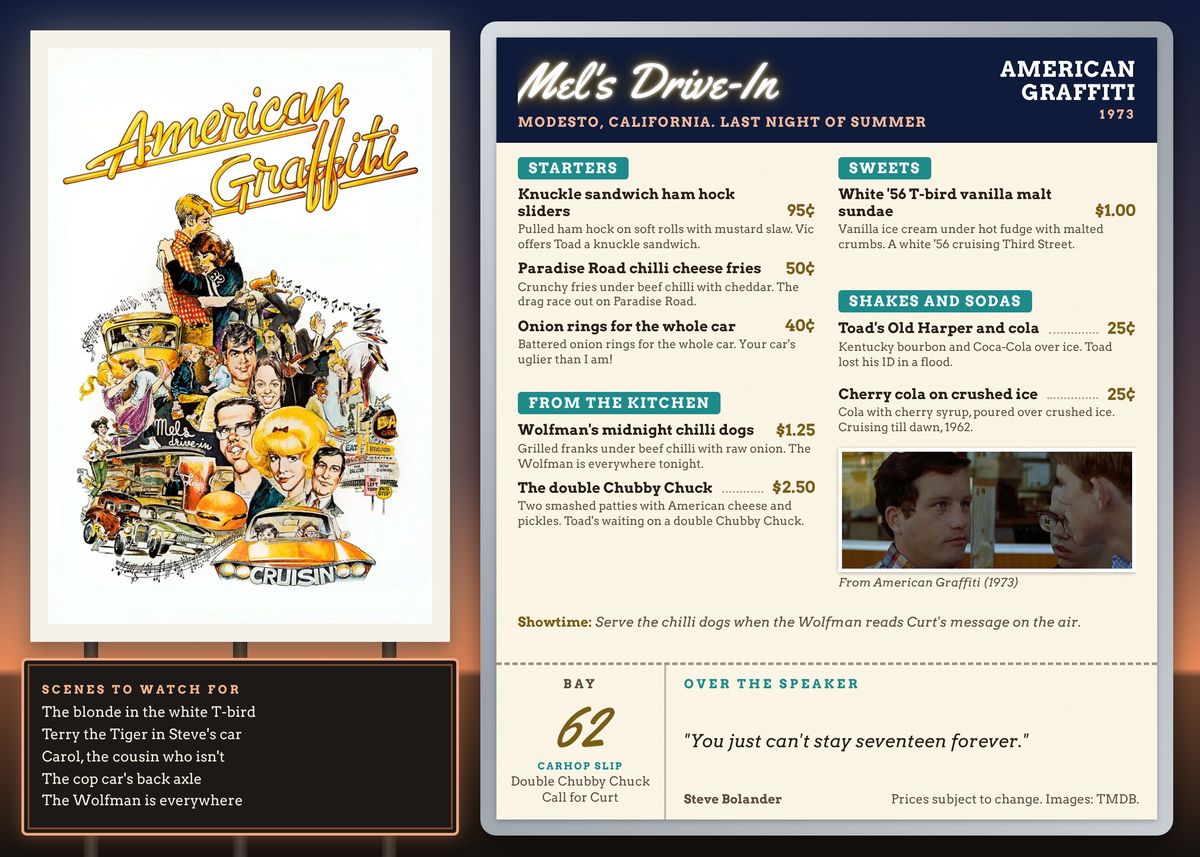 American
Graffiti
Mel's
drive-in
EAT
NO
LEFT
TURN
CRUISIN'
SCENES TO WATCH FOR
The blonde in the white T-bird
Terry the Tiger in Steve's car
Carol, the cousin who isn't
The cop car's back axle
The Wolfman is everywhere
Mel's Drive-In
MODESTO, CALIFORNIA. LAST NIGHT OF SUMMER
AMERICAN
GRAFFITI
1973
STARTERS
Knuckle sandwich ham hock
sliders 95¢
Pulled ham hock on soft rolls with mustard slaw. Vic
offers Toad a knuckle sandwich.
Paradise Road chilli cheese fries 50¢
Crunchy fries under beef chilli with cheddar. The
drag race out on Paradise Road.
Onion rings for the whole car 40¢
Battered onion rings for the whole car. Your car's
uglier than I am!
FROM THE KITCHEN
Wolfman's midnight chilli dogs $1.25
Grilled franks under beef chilli with raw onion. The
Wolfman is everywhere tonight.
The double Chubby Chuck $2.50
Two smashed patties with American cheese and
pickles. Toad's waiting on a double Chubby Chuck.
SWEETS
White '56 T-bird vanilla malt
sundae $1.00
Vanilla ice cream under hot fudge with malted
crumbs. A white '56 cruising Third Street.
SHAKES AND SODAS
Toad's Old Harper and cola 25¢
Kentucky bourbon and Coca-Cola over ice. Toad
lost his ID in a flood.
Cherry cola on crushed ice 25¢
Cola with cherry syrup, poured over crushed ice.
Cruising till dawn, 1962.
From American Graffiti (1973)
Showtime: Serve the chilli dogs when the Wolfman reads Curt's message on the air.
BAY
62
CARHOP SLIP
Double Chubby Chuck
Call for Curt
OVER THE SPEAKER
"You just can't stay seventeen forever."
Steve Bolander
Prices subject to change. Images: TMDB.